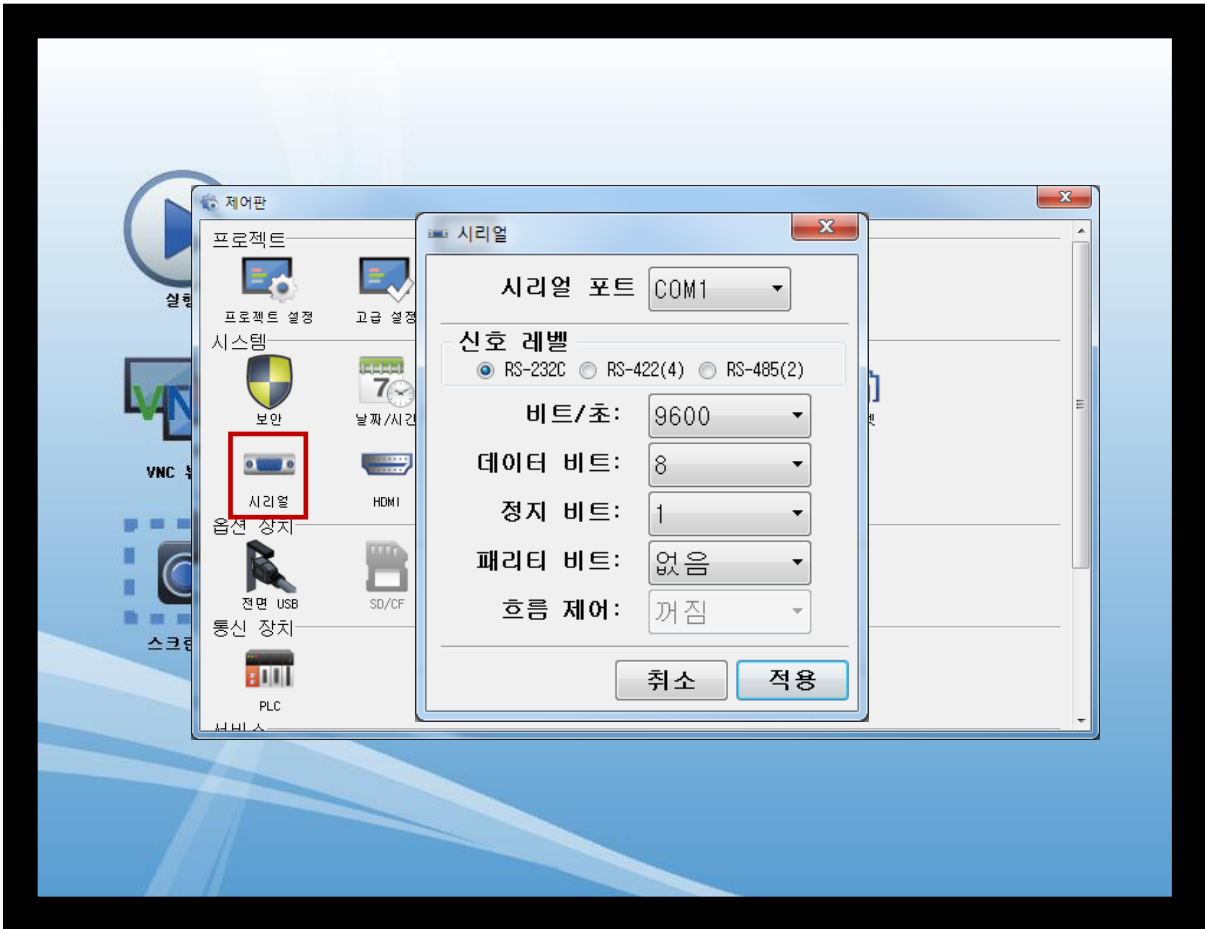 제어판
프로젝트
프로젝트 설정
고급 설정
시스템
보안
날짜/시간
시리얼
HDMI
옵션 장치
전면 USB
SD/CF
통신 장치
PLC
시리얼
시리얼 포트 COM1
신호 레벨
RS-232C RS-422(4) RS-485(2)
비트/초: 9600
데이터 비트: 8
정지 비트: 1
패리티 비트: 없음
흐름 제어: 꺼짐
취소 적용
VNC